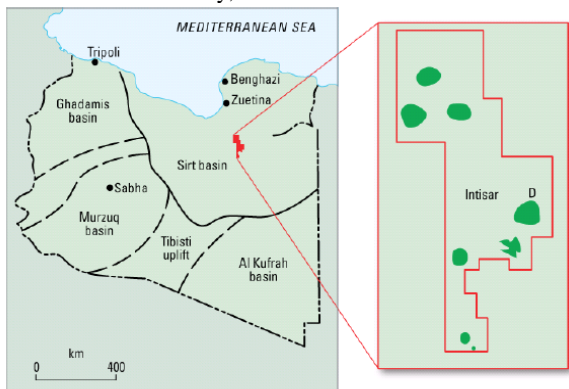 MEDITERRANEAN SEA
Tripoli
Benghazi
Zuetina
Ghadamis
basin
Sirt basin
Sabha
Murzuq
basin
Tibisti
uplift
Al Kufrah
basin
km
0 400
Intisar
D